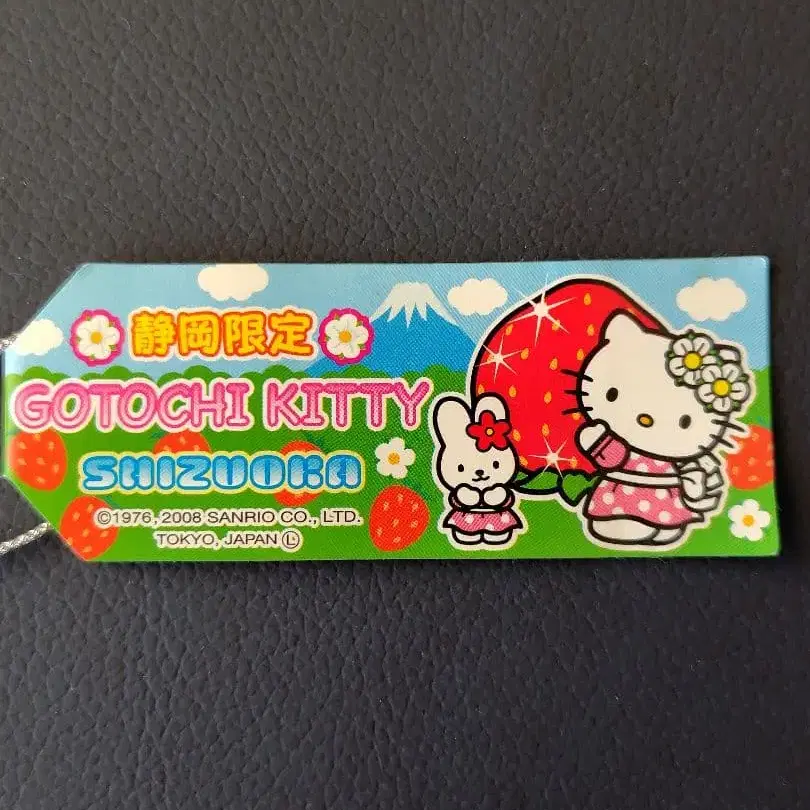 静岡限定
GOTOCHI KITTY
SHIZUOKA
©1976, 2008 SANRIO CO., LTD.
TOKYO, JAPAN Ⓛ